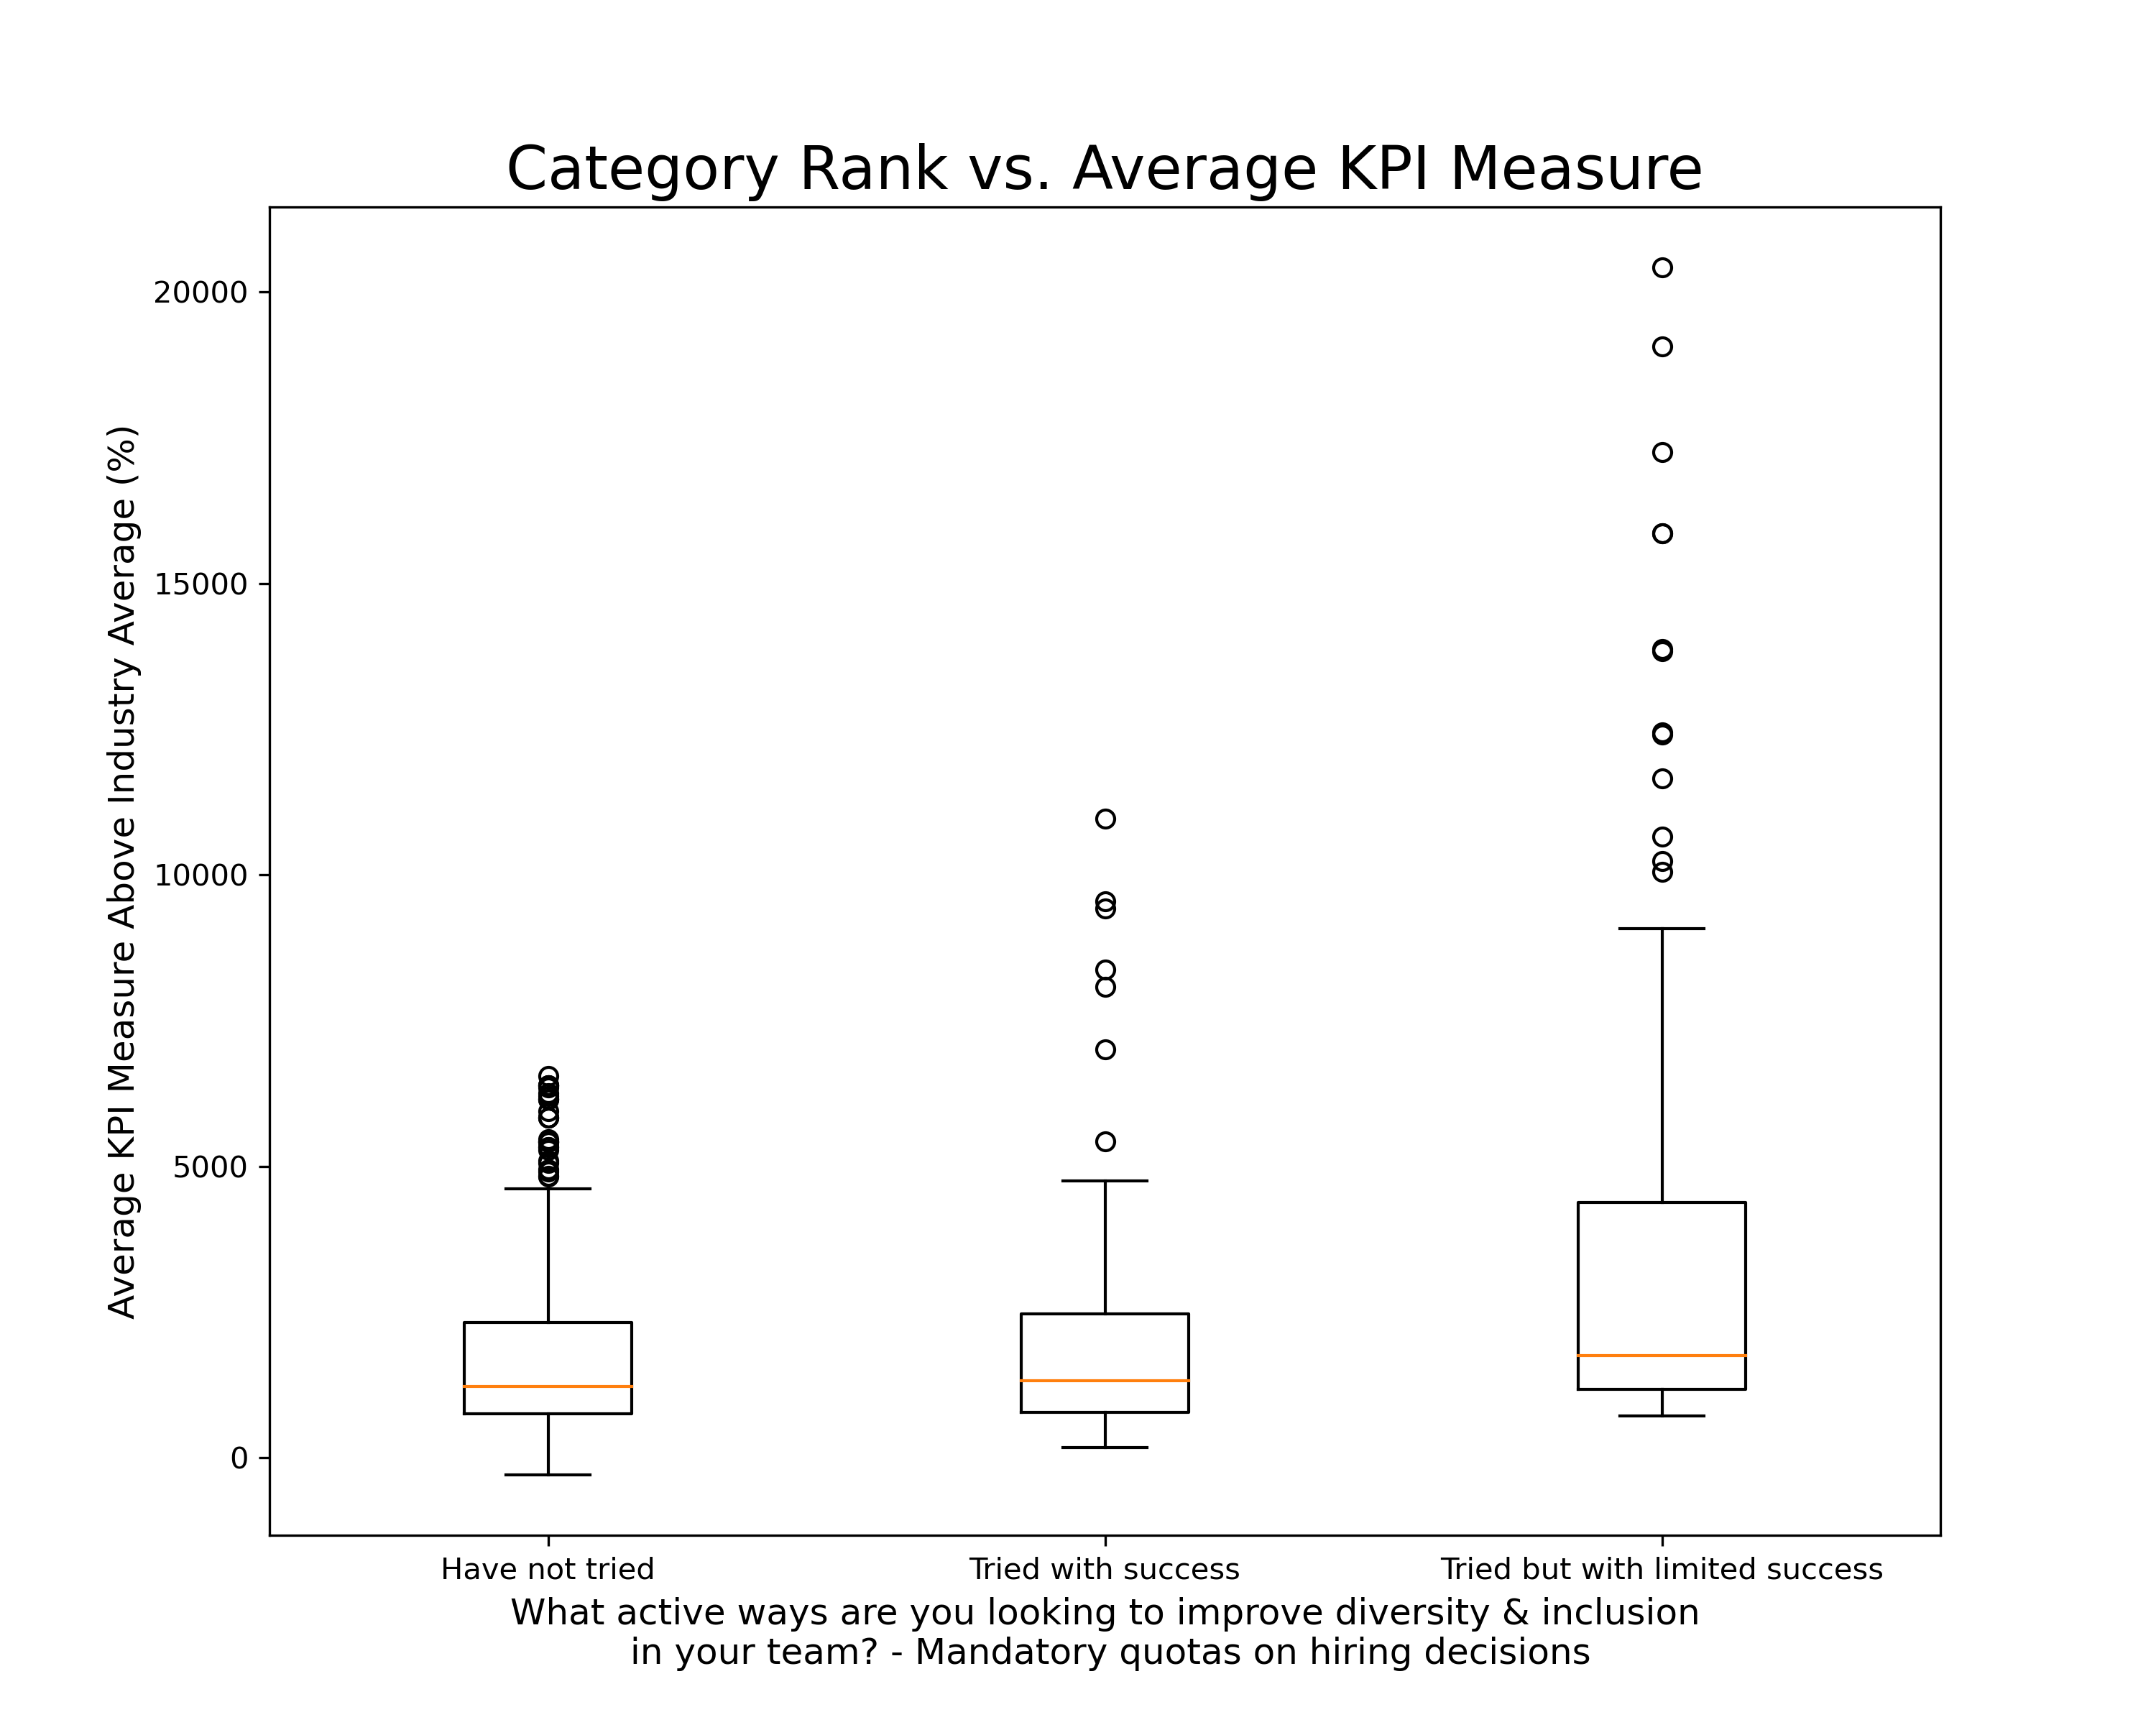 Category Rank vs. Average KPI Measure
Average KPI Measure Above Industry Average (%)
20000
15000
10000
5000
0
Have not tried
Tried with success
Tried but with limited success
What active ways are you looking to improve diversity & inclusion
in your team? - Mandatory quotas on hiring decisions